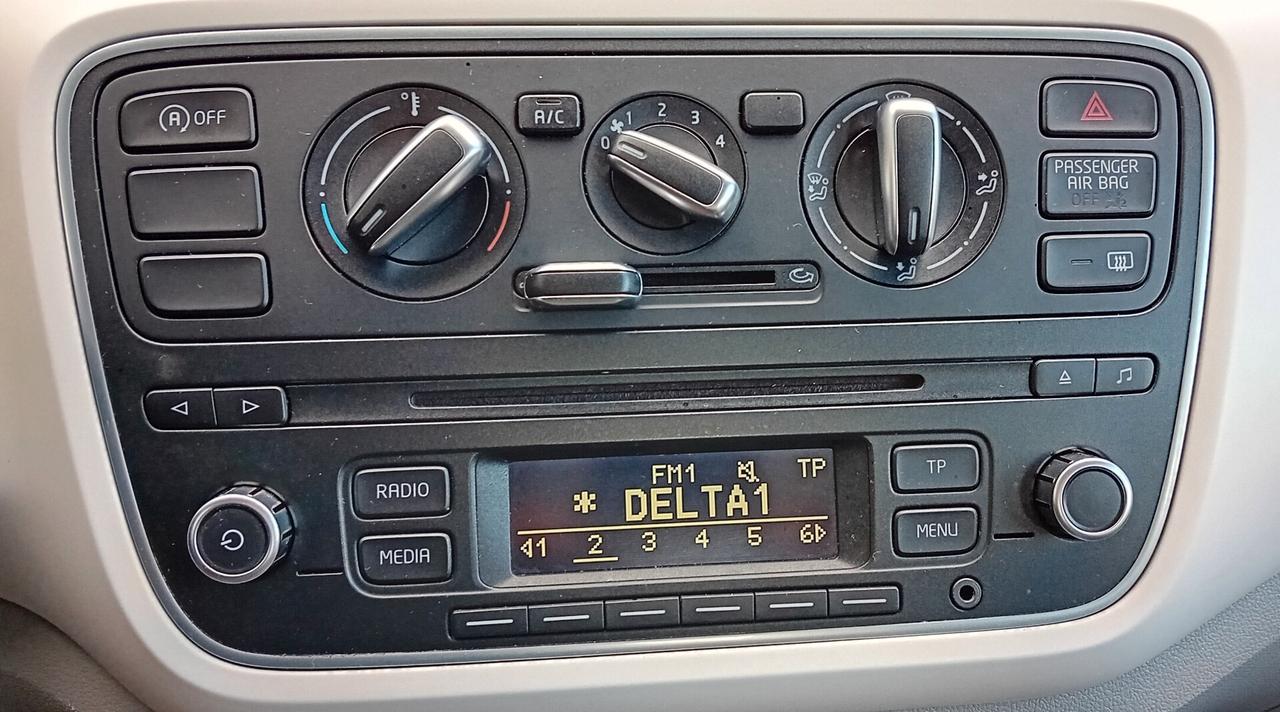 A OFF
A/C
0 1 2 3 4
PASSENGER
AIR BAG
OFF
RADIO
MEDIA
FM1 TP
* DELTA1
1 2 3 4 5 6
TP
MENU